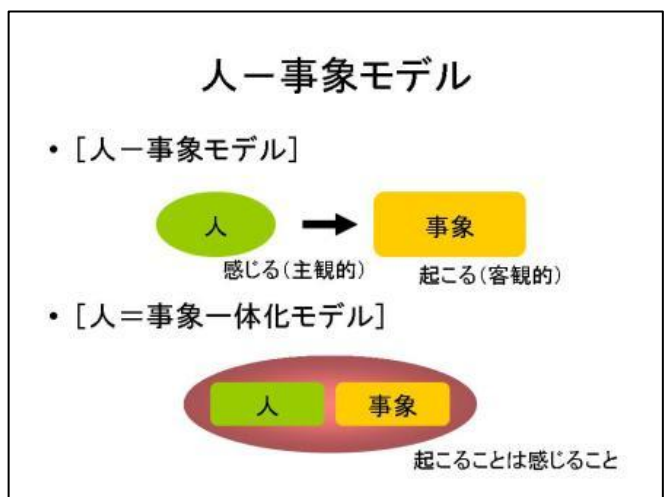 人－事象モデル
• ［人－事象モデル］
人
事象
感じる（主観的）
起こる（客観的）
• ［人＝事象一体化モデル］
人
事象
起こることは感じること